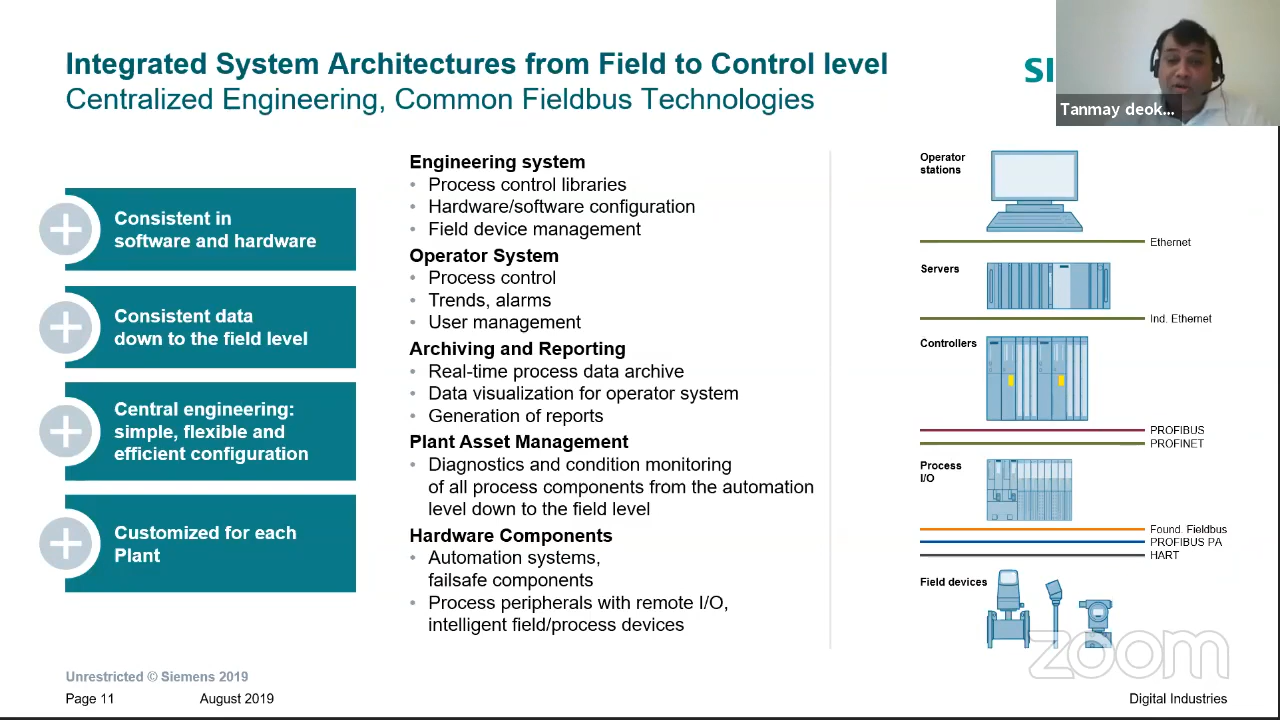 Integrated System Architectures from Field to Control level
Centralized Engineering, Common Fieldbus Technologies
SI
Tanmay deok...
Consistent in
software and hardware
Consistent data
down to the field level
Central engineering:
simple, flexible and
efficient configuration
Customized for each
Plant
Engineering system
• Process control libraries
• Hardware/software configuration
• Field device management
Operator System
• Process control
• Trends, alarms
• User management
Archiving and Reporting
• Real-time process data archive
• Data visualization for operator system
• Generation of reports
Plant Asset Management
• Diagnostics and condition monitoring
of all process components from the automation
level down to the field level
Hardware Components
• Automation systems,
failsafe components
• Process peripherals with remote I/O,
intelligent field/process devices
Operator
stations
Ethernet
Servers
Ind. Ethernet
Controllers
PROFIBUS
PROFINET
Process
I/O
Found. Fieldbus
PROFIBUS PA
HART
Field devices
zoom
Unrestricted © Siemens 2019
Page 11
August 2019
Digital Industries